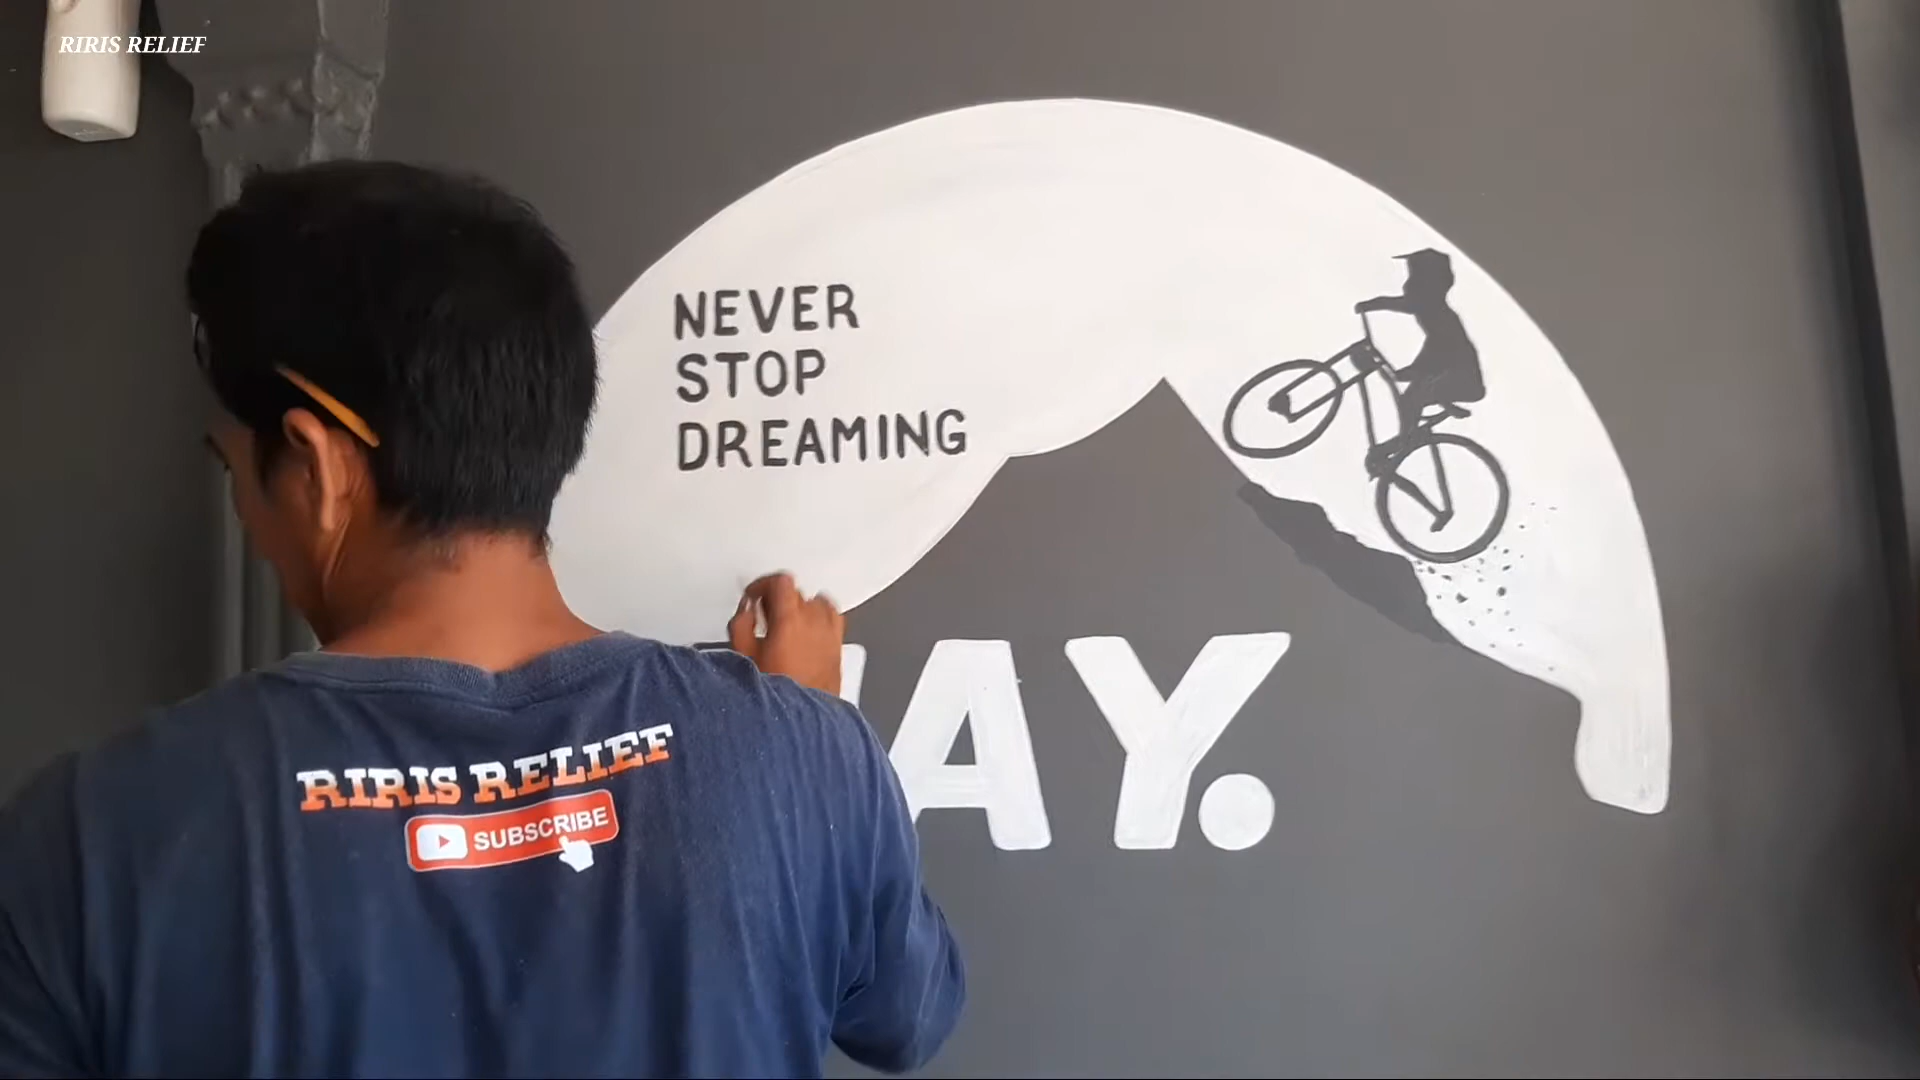 RIRIS RELIEF
NEVER
STOP
DREAMING
AY.
RIRIS RELIEF
SUBSCRIBE